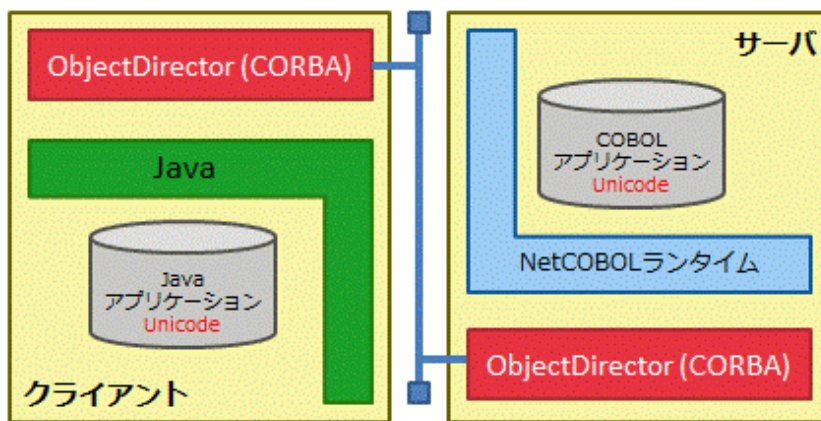 ObjectDirector (CORBA)
Java
Java
アプリケーション
Unicode
クライアント
サーバ
COBOL
アプリケーション
Unicode
NetCOBOLランタイム
ObjectDirector (CORBA)